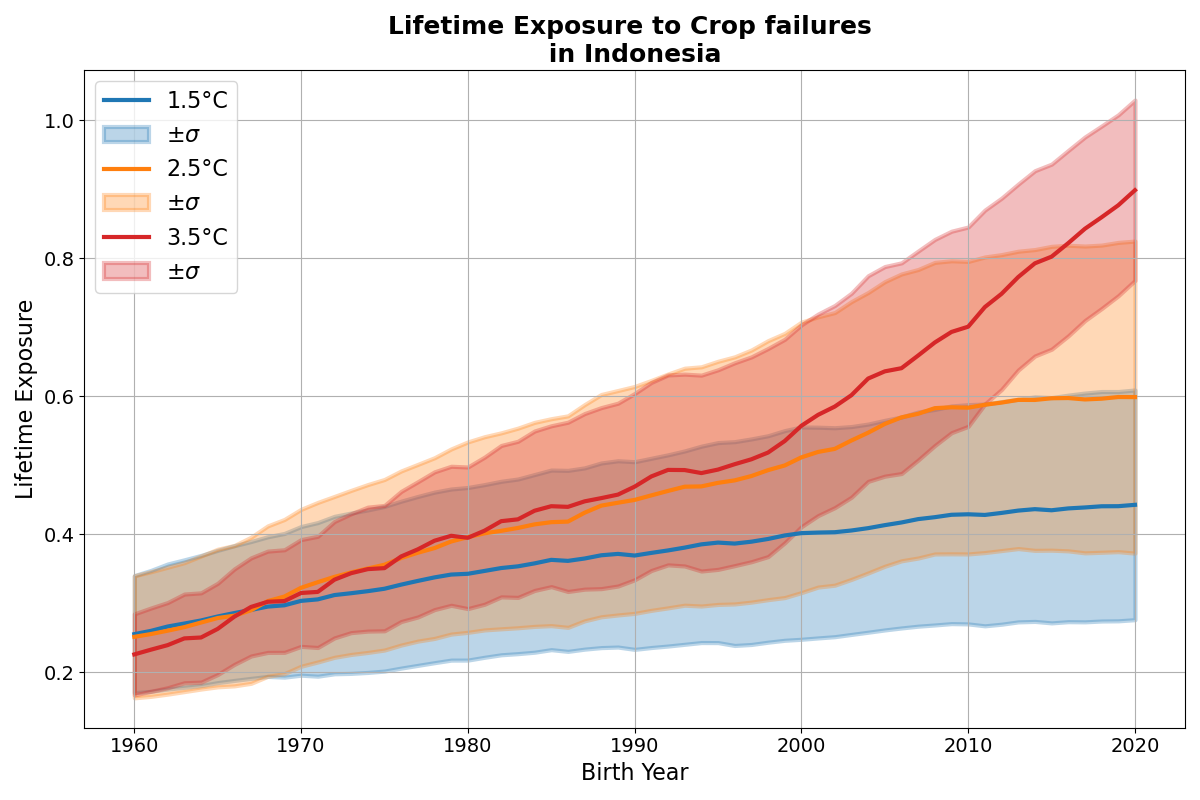 Lifetime Exposure to Crop failures
in Indonesia
1.5°C
±σ
2.5°C
±σ
3.5°C
±σ
Lifetime Exposure
1.0
0.8
0.6
0.4
0.2
1960 1970 1980 1990 2000 2010 2020
Birth Year